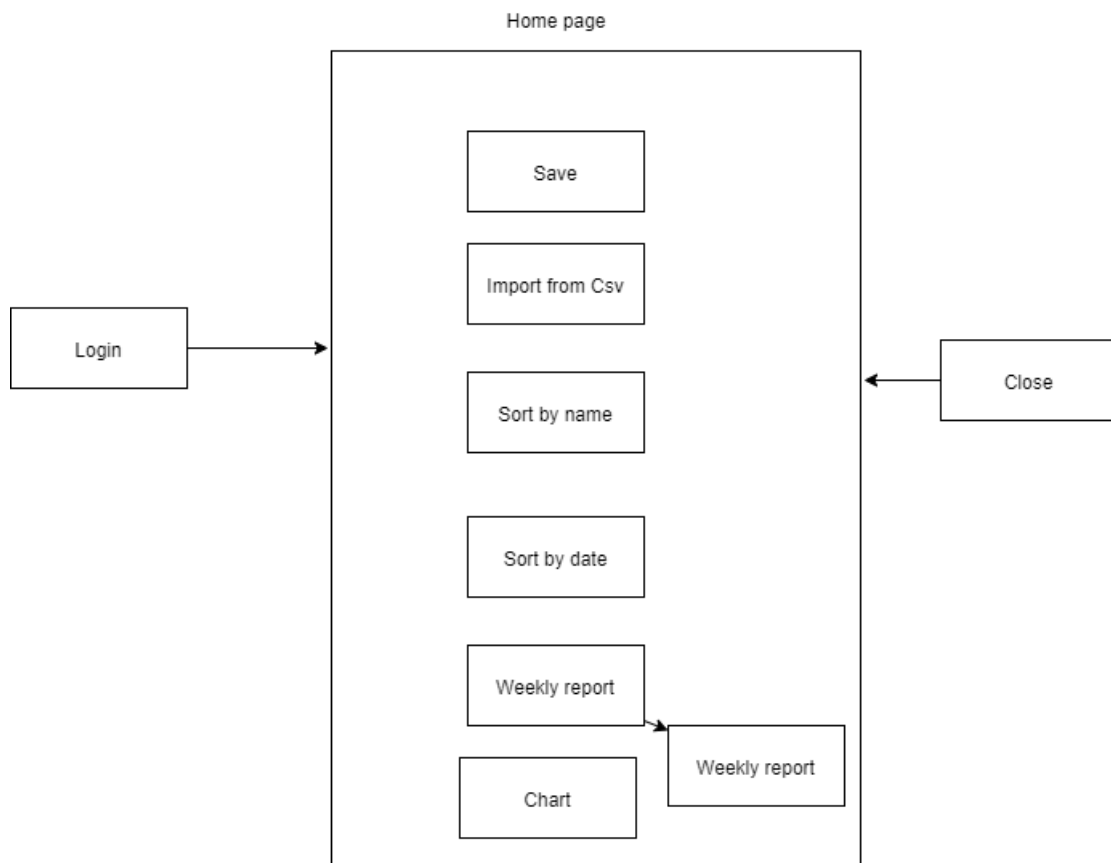 Home page
Save
Import from Csv
Login
Sort by name
Close
Sort by date
Weekly report
Weekly report
Chart